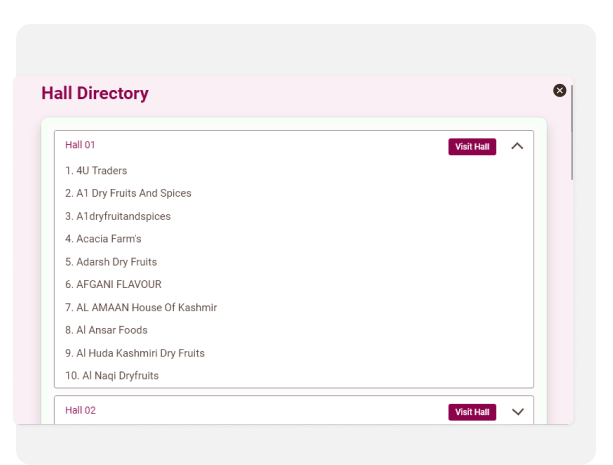 Hall Directory
Hall 01
Visit Hall
1. 4U Traders
2. A1 Dry Fruits And Spices
3. A1dryfruitandspices
4. Acacia Farm's
5. Adarsh Dry Fruits
6. AFGANI FLAVOUR
7. AL AMAAN House Of Kashmir
8. Al Ansar Foods
9. Al Huda Kashmiri Dry Fruits
10. Al Naqi Dryfruits
Hall 02
Visit Hall